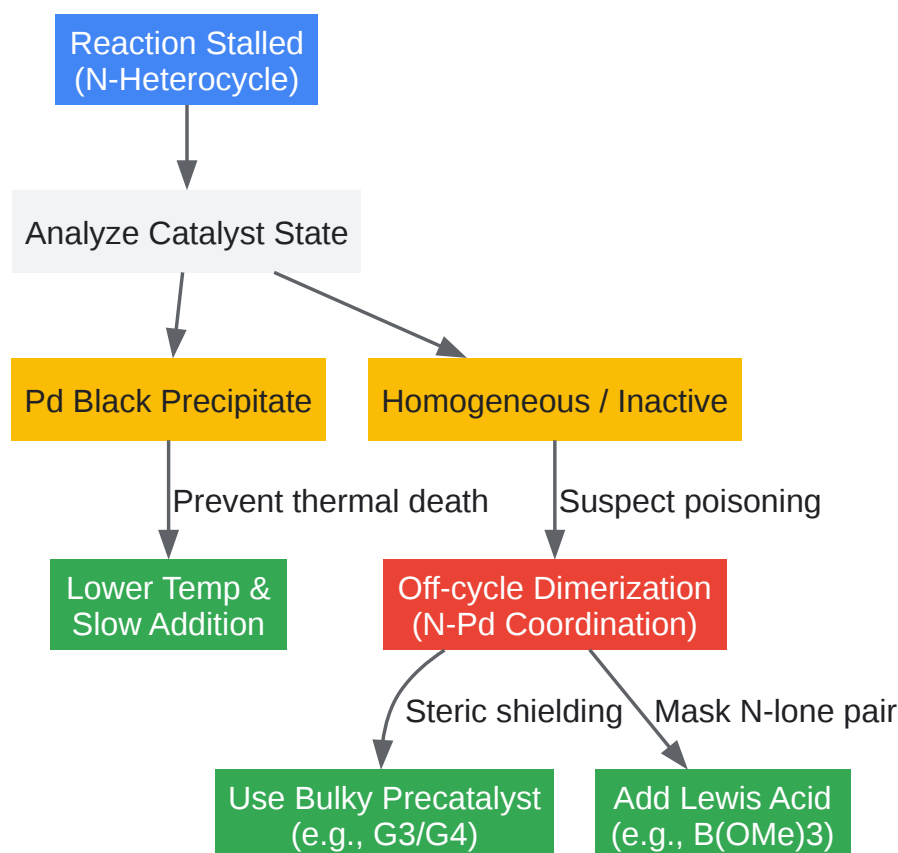 Reaction Stalled
(N-Heterocycle)
Analyze Catalyst State
Pd Black Precipitate
Homogeneous / Inactive
Prevent thermal death
Suspect poisoning
Lower Temp &
Slow Addition
Off-cycle Dimerization
(N-Pd Coordination)
Steric shielding
Mask N-lone pair
Use Bulky Precatalyst
(e.g., G3/G4)
Add Lewis Acid
(e.g., B(OMe)3)